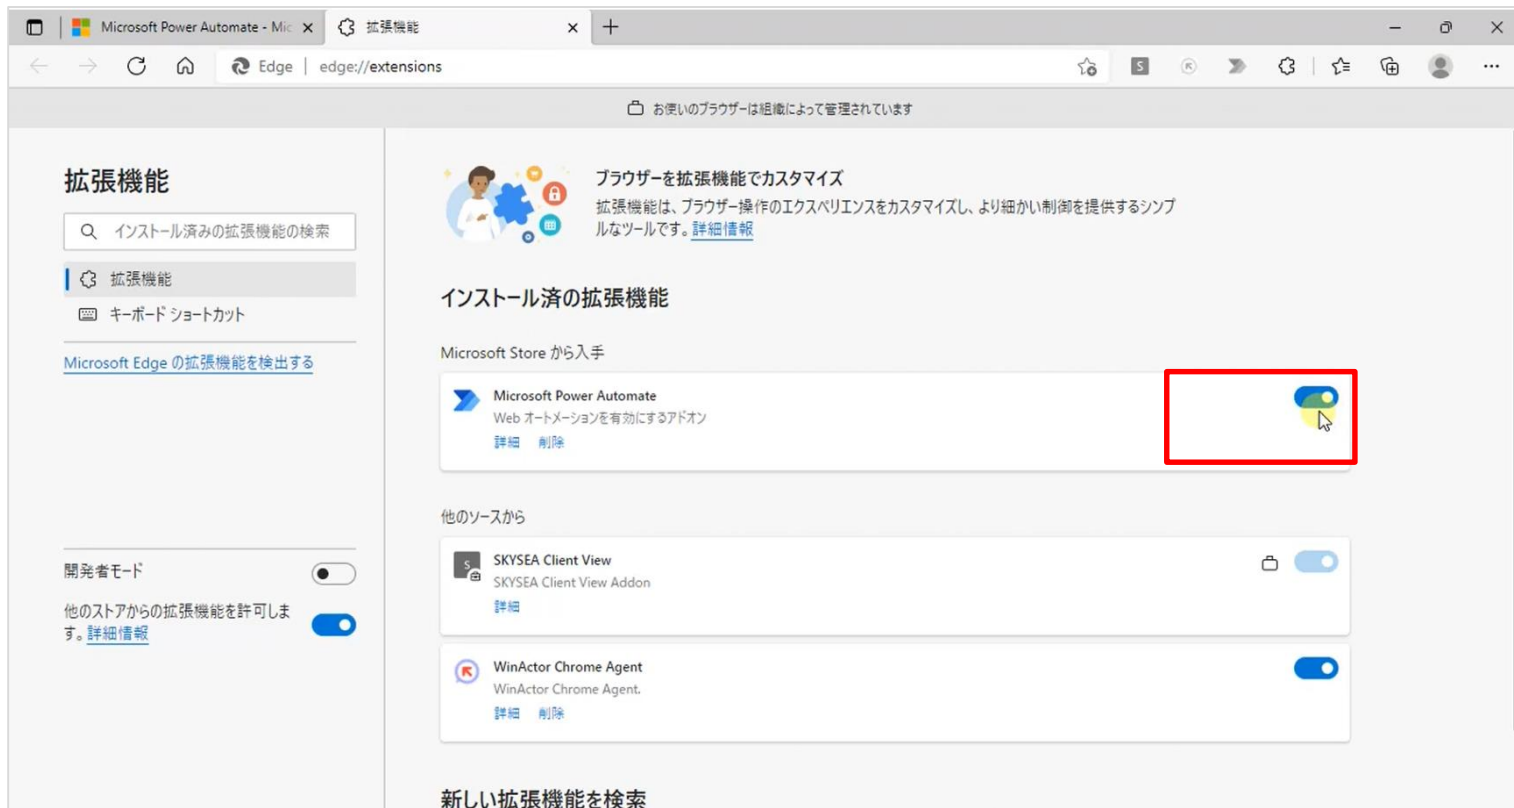 Microsoft Power Automate - Mic
拡張機能
Edge
edge://extensions
S
お使いのブラウザーは組織によって管理されています
拡張機能
インストール済みの拡張機能の検索
拡張機能
キーボード ショートカット
Microsoft Edge の拡張機能を検出する
開発者モード
他のストアからの拡張機能を許可しま
す。詳細情報
ブラウザーを拡張機能でカスタマイズ
拡張機能は、ブラウザー操作のエクスペリエンスをカスタマイズし、より細かい制御を提供するシンプ
ルなツールです。詳細情報
インストール済の拡張機能
Microsoft Store から入手
Microsoft Power Automate
Web オートメーションを有効にするアドオン
詳細 削除
他のソースから
S
SKYSEA Client View
SKYSEA Client View Addon
詳細
WinActor Chrome Agent
WinActor Chrome Agent.
詳細 削除
新しい拡張機能を検索